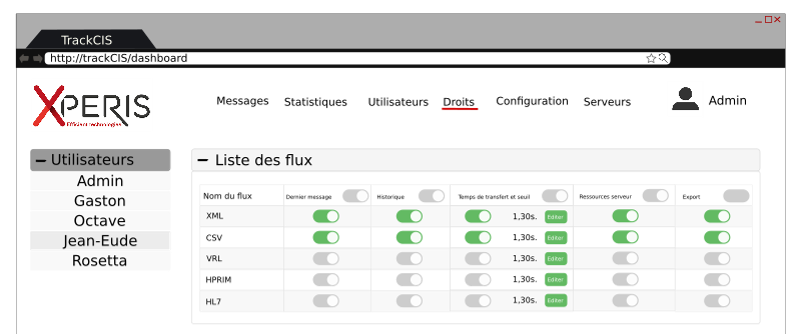 TrackCIS
http://trackCIS/dashboard
XPERIS
Efficient technologies
Messages Statistiques Utilisateurs Droits Configuration Serveurs Admin
Utilisateurs
Admin
Gaston
Octave
Jean-Eude
Rosetta
Liste des flux
Nom du flux Dernier message Historique Temps de transfert et seuil Ressources serveur Export
XML 1,30s. Editer
CSV 1,30s. Editer
VRL 1,30s. Editer
HPRIM 1,30s. Editer
HL7 1,30s. Editer